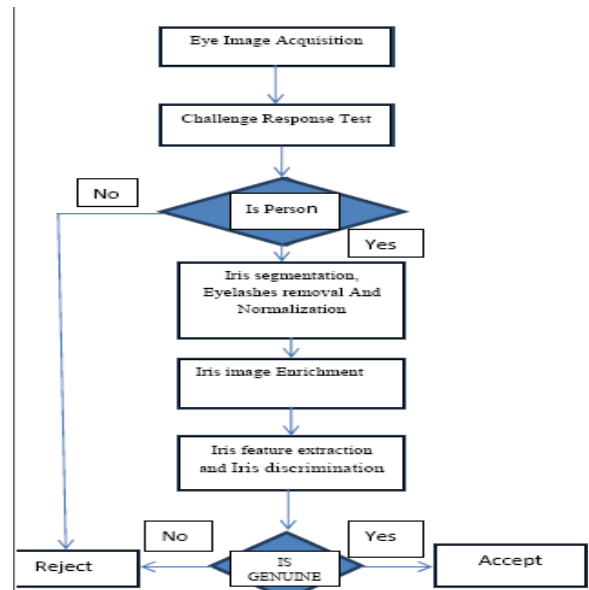 Eye Image Acquisition
Challenge Response Test
No
Is Person
Yes
Iris segmentation,
Eyelashes removal And
Normalization
Iris image Enrichment
Iris feature extraction
and Iris discrimination
No
Yes
Reject
IS
GENUINE
Accept